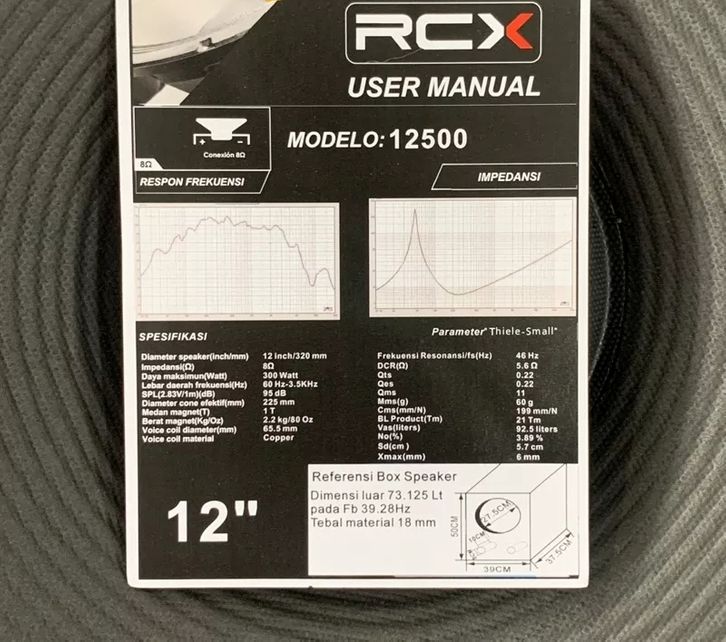 RCX
USER MANUAL
+ -
Conexión 8Ω
8Ω
MODELO: 12500
RESPON FREKUENSI
IMPEDANSI
SPESIFIKASI
Diameter speaker(inch/mm) 12 inch/320 mm
Impedansi(Ω) 8Ω
Daya maksimun(Watt) 300 Watt
Lebar daerah frekuensi(Hz) 60 Hz-3.5KHz
SPL(2.83V/1m)(dB) 95 dB
Diameter cone efektif(mm) 225 mm
Medan magnet(T) 1 T
Berat magnet(Kg/Oz) 2.2 kg/80 Oz
Voice coil diameter(mm) 65.5 mm
Voice coil material Copper
Parameter"Thiele-Small"
Frekuensi Resonansi/fs(Hz) 46 Hz
DCR(Ω) 5.6 Ω
Qts 0.22
Qes 0.22
Qms 11
Mms(g) 60 g
Cms(mm/N) 199 mm/N
BL Product(Tm) 21 Tm
Vas(liters) 92.5 liters
No(%) 3.89 %
Sd(cm) 5.7 cm
Xmax(mm) 6 mm
12"
Referensi Box Speaker
Dimensi luar 73.125 Lt
pada Fb 39.28Hz
Tebal material 18 mm
50CM
27.5CM
10CM
39CM
37.5CM